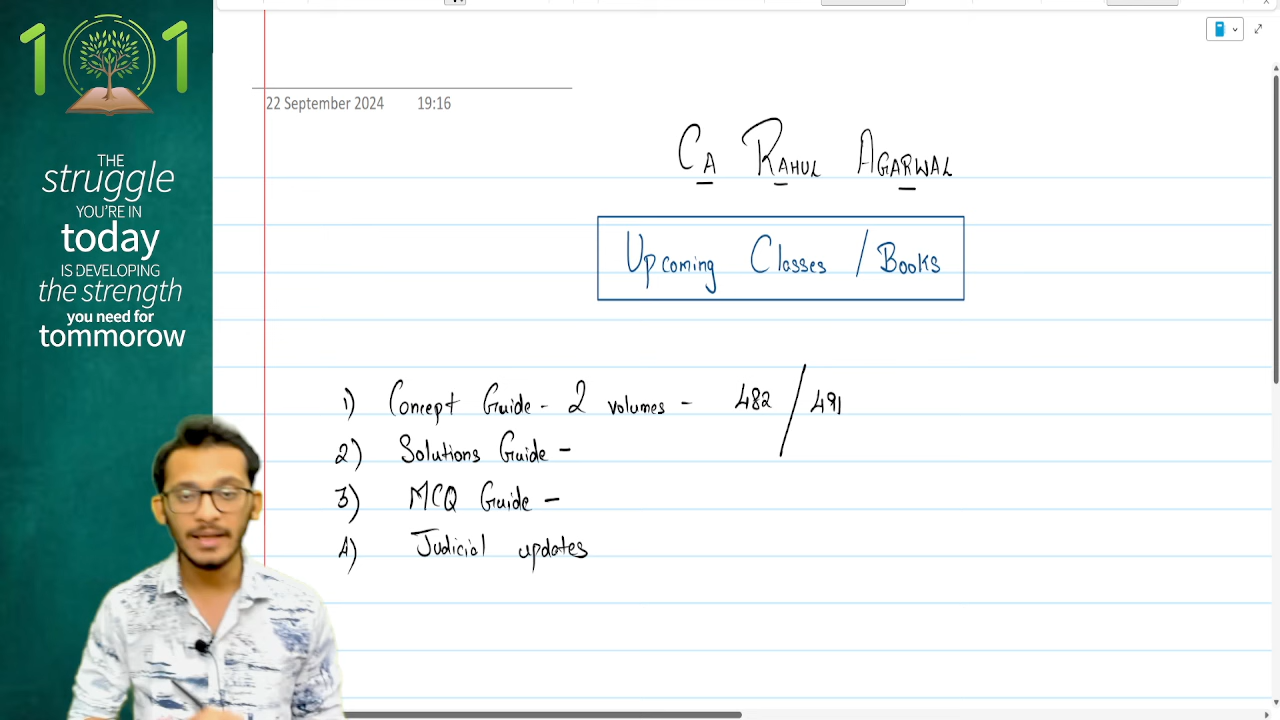 101
THE
struggle
YOU'RE IN
today
IS DEVELOPING
the strength
you need for
tommorow
22 September 2024 19:16
CA RAHUL AGARWAL
Upcoming Classes / Books
1) Concept Guide - 2 volumes - 482 / 491
2) Solutions Guide -
3) MCQ Guide -
4) Judicial updates